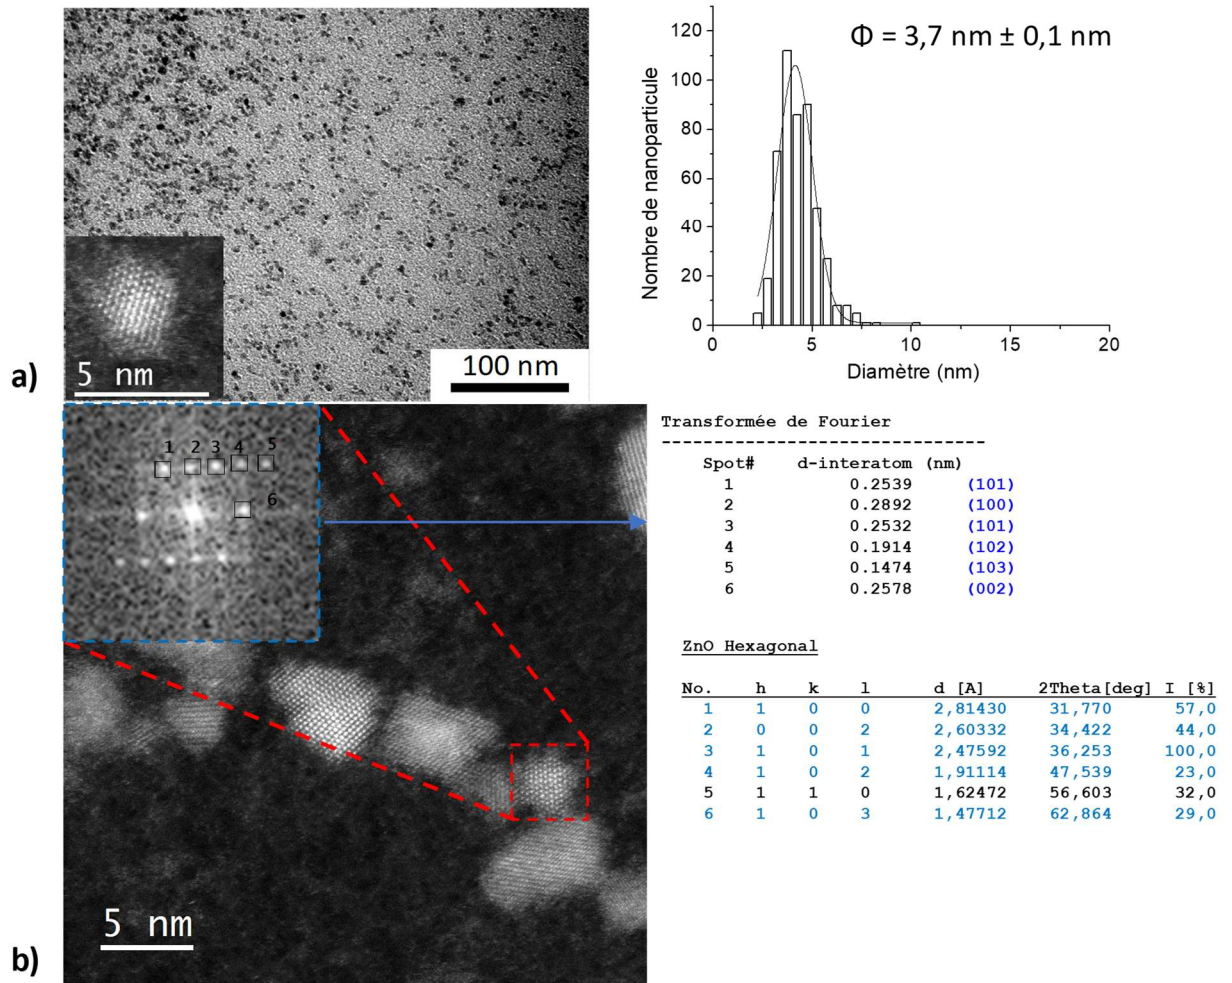 Φ = 3,7 nm ± 0,1 nm
120
100
80
60
40
20
0
Nombre de nanoparticule
0 5 10 15 20
Diamètre (nm)
5 nm
100 nm
a)
1 2 3 4 5
6
5 nm
b)
Transformée de Fourier
-------------------------------
Spot# d-interatom (nm)
1 0.2539 (101)
2 0.2892 (100)
3 0.2532 (101)
4 0.1914 (102)
5 0.1474 (103)
6 0.2578 (002)
ZnO Hexagonal
No. h k l d [A] 2Theta[deg] I [%]
1 1 0 0 2,81430 31,770 57,0
2 0 0 2 2,60332 34,422 44,0
3 1 0 1 2,47592 36,253 100,0
4 1 0 2 1,91114 47,539 23,0
5 1 1 0 1,62472 56,603 32,0
6 1 0 3 1,47712 62,864 29,0